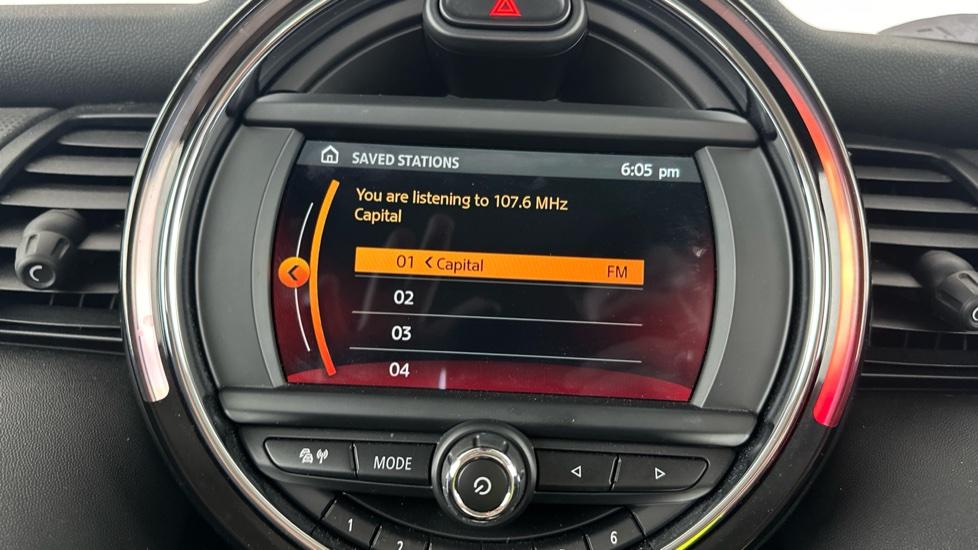 SAVED STATIONS 6:05 pm
You are listening to 107.6 MHz
Capital
01 <Capital FM
02
03
04
MODE
1
2
6